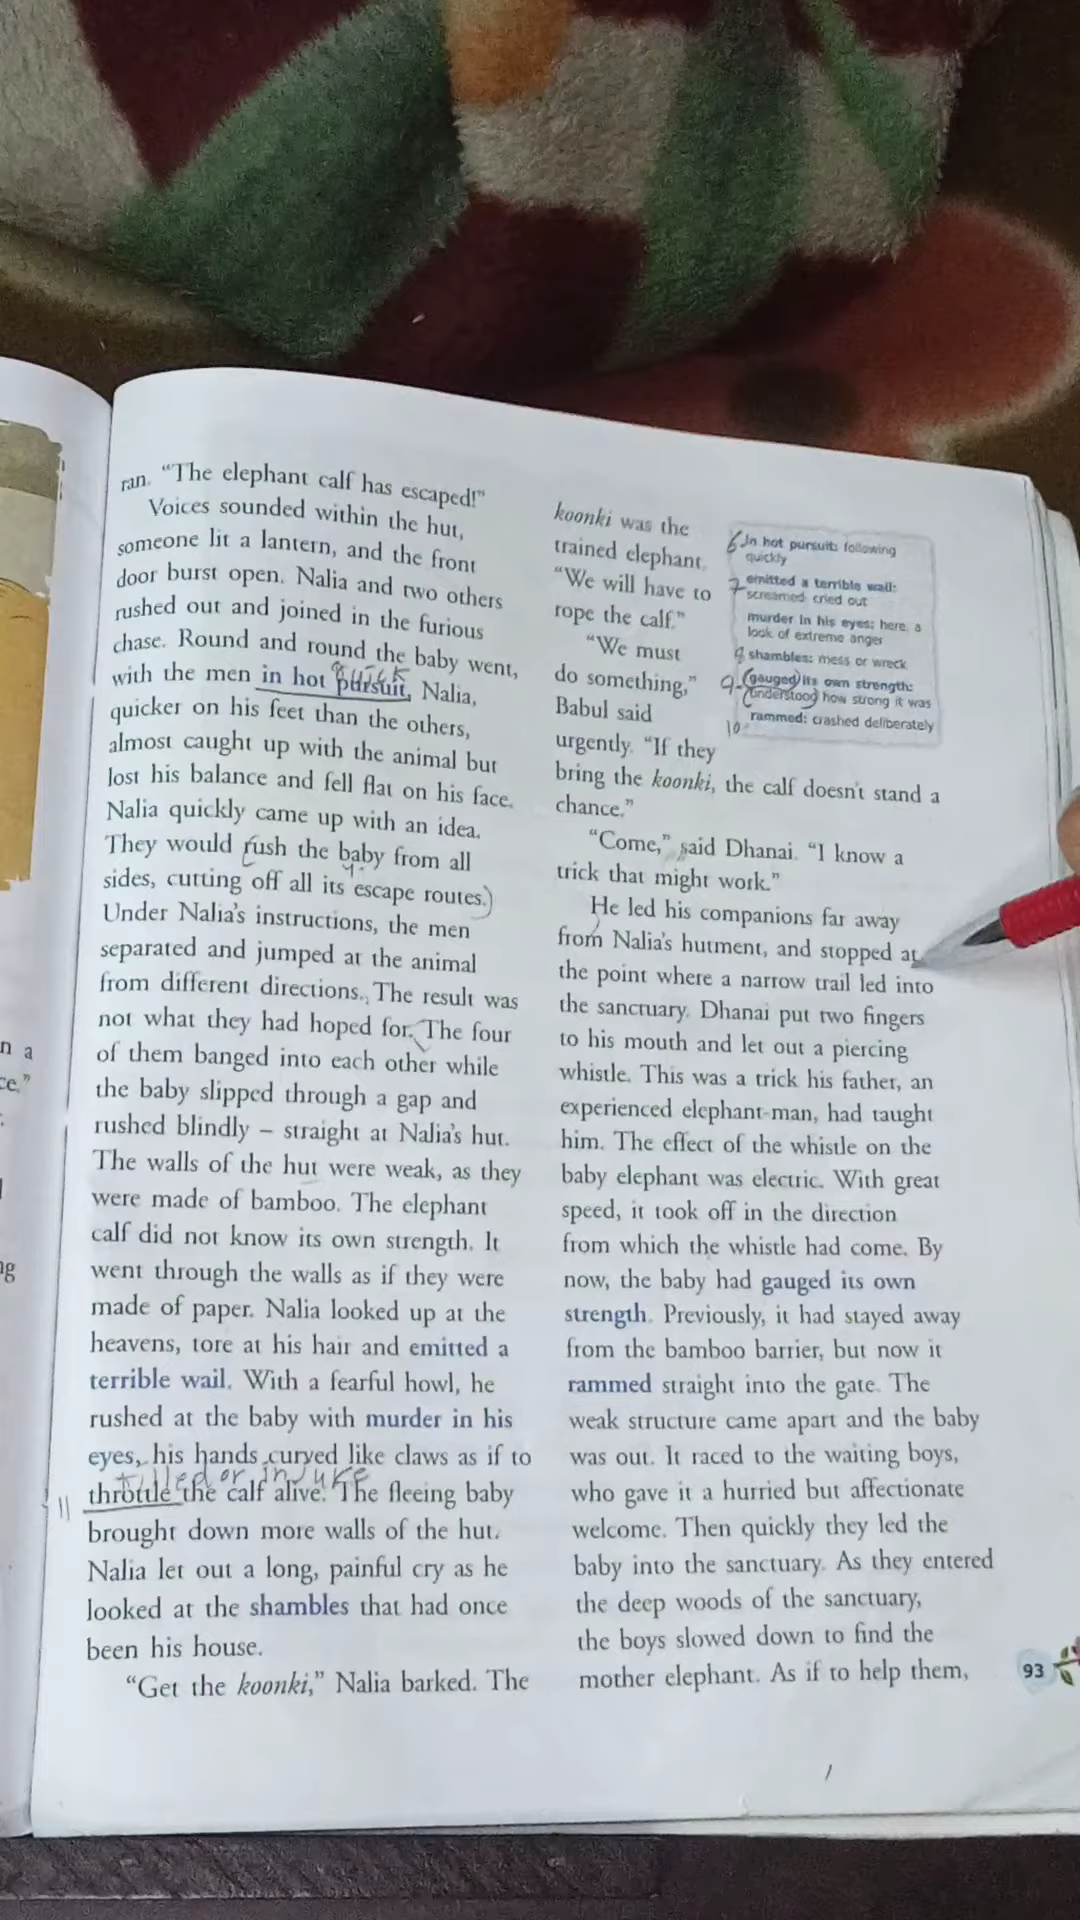 ran. "The elephant calf has escaped!"
Voices sounded within the hut,
someone lit a lantern, and the front
door burst open. Nalia and two others
rushed out and joined in the furious
chase. Round and round the baby went,
quick
with the men in hot pursuit. Nalia,
quicker on his feet than the others,
almost caught up with the animal but
lost his balance and fell flat on his face.
Nalia quickly came up with an idea.
They would rush the baby from all
sides, cutting off all its escape routes.
Under Nalia's instructions, the men
separated and jumped at the animal
from different directions. The result was
not what they had hoped for. The four
of them banged into each other while
the baby slipped through a gap and
rushed blindly – straight at Nalia's hut.
The walls of the hut were weak, as they
were made of bamboo. The elephant
calf did not know its own strength. It
went through the walls as if they were
made of paper. Nalia looked up at the
heavens, tore at his hair and emitted a
terrible wail. With a fearful howl, he
rushed at the baby with murder in his
eyes, his hands curved like claws as if to
or
11 throttle the calf alive. The fleeing baby
brought down more walls of the hut.
Nalia let out a long, painful cry as he
looked at the shambles that had once
been his house.
"Get the koonki," Nalia barked. The
koonki was the
trained elephant.
"We will have to
rope the calf."
"We must
do something,"
Babul said
urgently. "If they
bring the koonki, the calf doesn't stand a
chance."
"Come," said Dhanai. "I know a
trick that might work."
He led his companions far away
from Nalia's hutment, and stopped at
the point where a narrow trail led into
the sanctuary. Dhanai put two fingers
to his mouth and let out a piercing
whistle. This was a trick his father, an
experienced elephant-man, had taught
him. The effect of the whistle on the
baby elephant was electric. With great
speed, it took off in the direction
from which the whistle had come. By
now, the baby had gauged its own
strength. Previously, it had stayed away
from the bamboo barrier, but now it
rammed straight into the gate. The
weak structure came apart and the baby
was out. It raced to the waiting boys,
who gave it a hurried but affectionate
welcome. Then quickly they led the
baby into the sanctuary. As they entered
the deep woods of the sanctuary,
the boys slowed down to find the
mother elephant. As if to help them,
6 in hot pursuit: following
quickly
7 emitted a terrible wail:
screamed; cried out
murder in his eyes: here, a
look of extreme anger
shambles: mess or wreck
9 gauged its own strength:
understood how strong it was
10 rammed: crashed deliberately
93
n a
ce."
ng